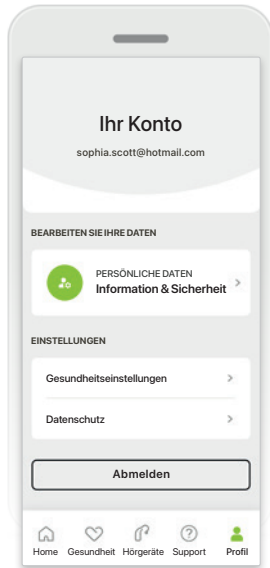 Ihr Konto
sophia.scott@hotmail.com
BEARBEITEN SIE IHRE DATEN
PERSÖNLICHE DATEN
Information & Sicherheit
EINSTELLUNGEN
Gesundheitseinstellungen
Datenschutz
Abmelden
Home Gesundheit Hörgeräte Support Profil